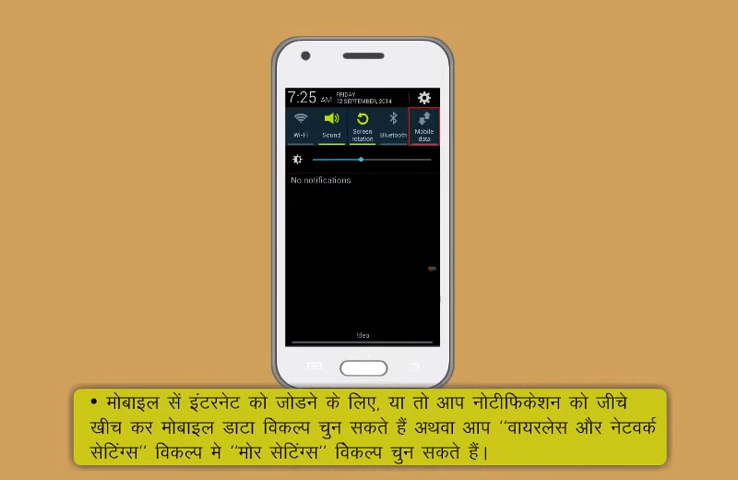 7:25 AM FRIDAY
12 SEPTEMBER, 2014
Wi-Fi Sound Screen rotation Bluetooth Mobile data
No notifications
Idea
• मोबाइल सें इंटरनेट को जोडने के लिए, या तो आप नोटीफिकेशन को जीचे
खीच कर मोबाइल डाटा विकल्प चुन सकते हैं अथवा आप "वायरलेस और नेटवर्क
सेटिंग्स" विकल्प मे "मोर सेटिंग्स" विकेल्प चुन सकते हैं।